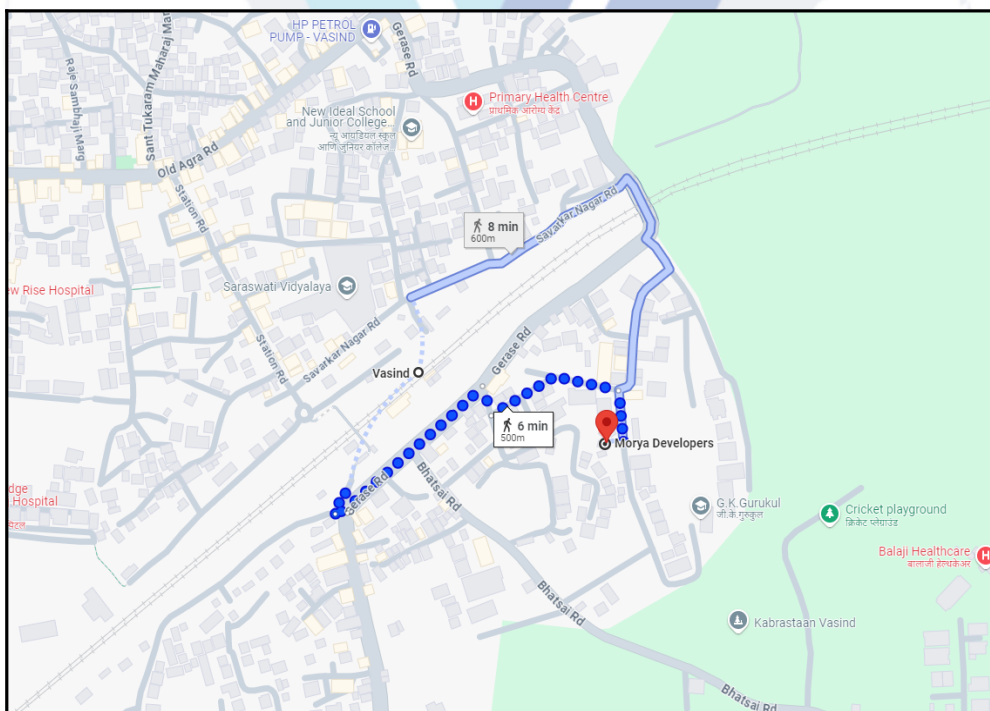 HP PETROL
PUMP - VASIND
Gerase Rd
Raje Sambhaji Marg
Sant Tukaram Maharaj Mar
Primary Health Centre
प्राथमिक आरोग्य केंद्र
New Ideal School
and Junior College...
न्यू आयडियल स्कूल
आणि जुनियर कॉलेज
Old Agra Rd
Station Rd
Savarkar Nagar Rd
8 min
600m
Saraswati Vidyalaya
ew Rise Hospital
Station Rd
Savarkar Nagar Rd
Gerase Rd
Vasind
6 min
500m
Morya Developers
Gerase Rd
Bhatsai Rd
dge
Hospital
G.K.Gurukul
जी.के.गुरुकुल
Cricket playground
क्रिकेट प्लेग्राउंड
Balaji Healthcare
बालाजी हेल्थकेअर
Bhatsai Rd
Kabrastaan Vasind
Bhatsai Rd